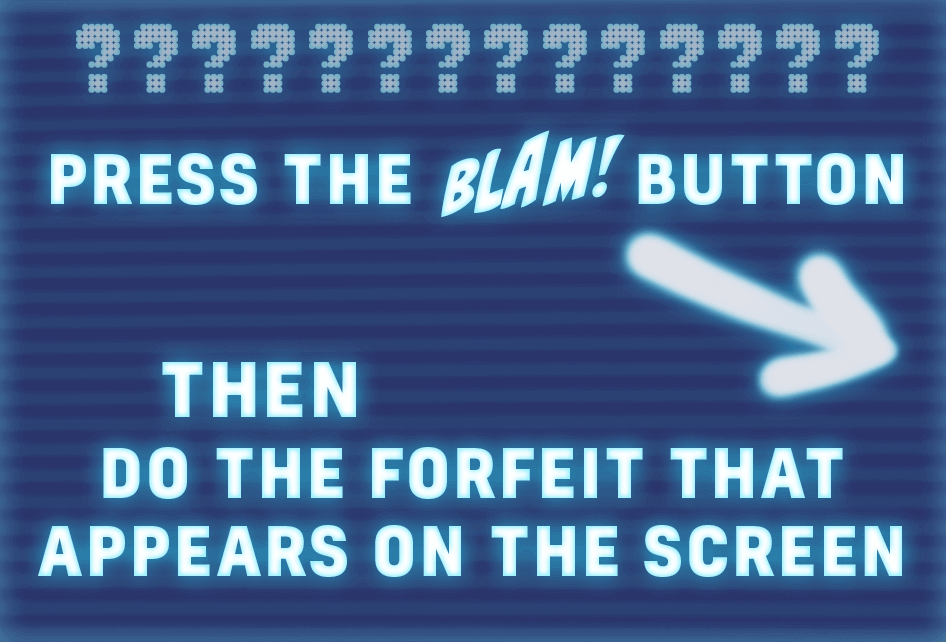 ??????????????
PRESS THE BLAM! BUTTON
THEN
DO THE FORFEIT THAT
APPEARS ON THE SCREEN